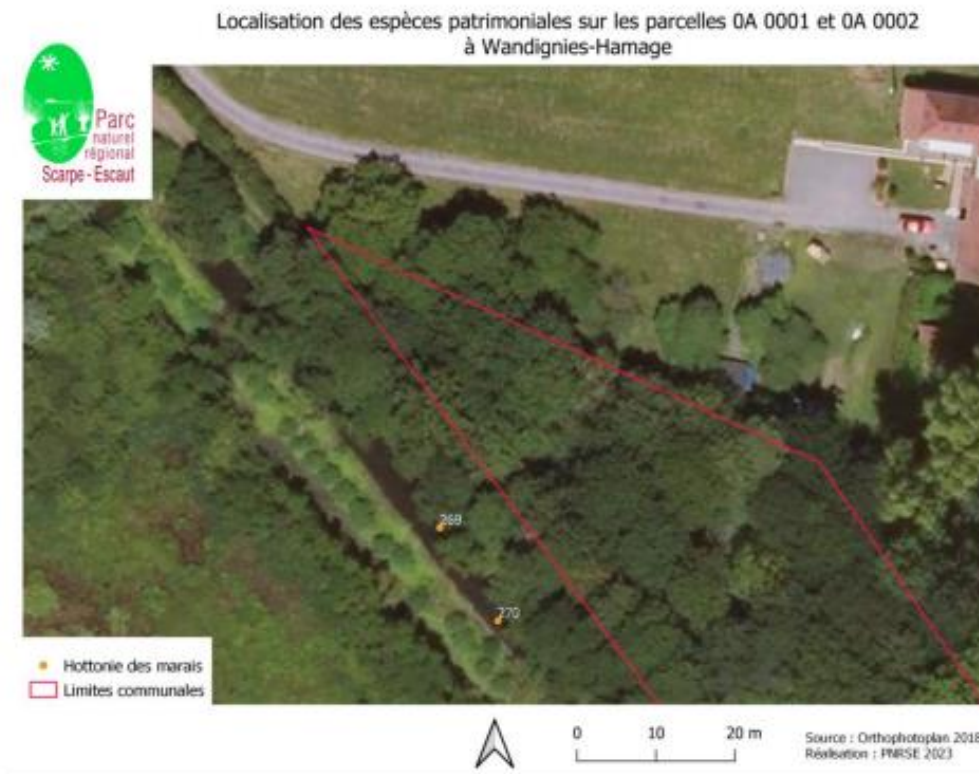 Localisation des espèces patrimoniales sur les parcelles 0A 0001 et 0A 0002
à Wandignies-Hamage
Parc
naturel
régional
Scarpe - Escaut
269
270
Hottonie des marais
Limites communales
0 10 20 m
Source : Orthophotoplan 2018
Réalisation : PNRSE 2023